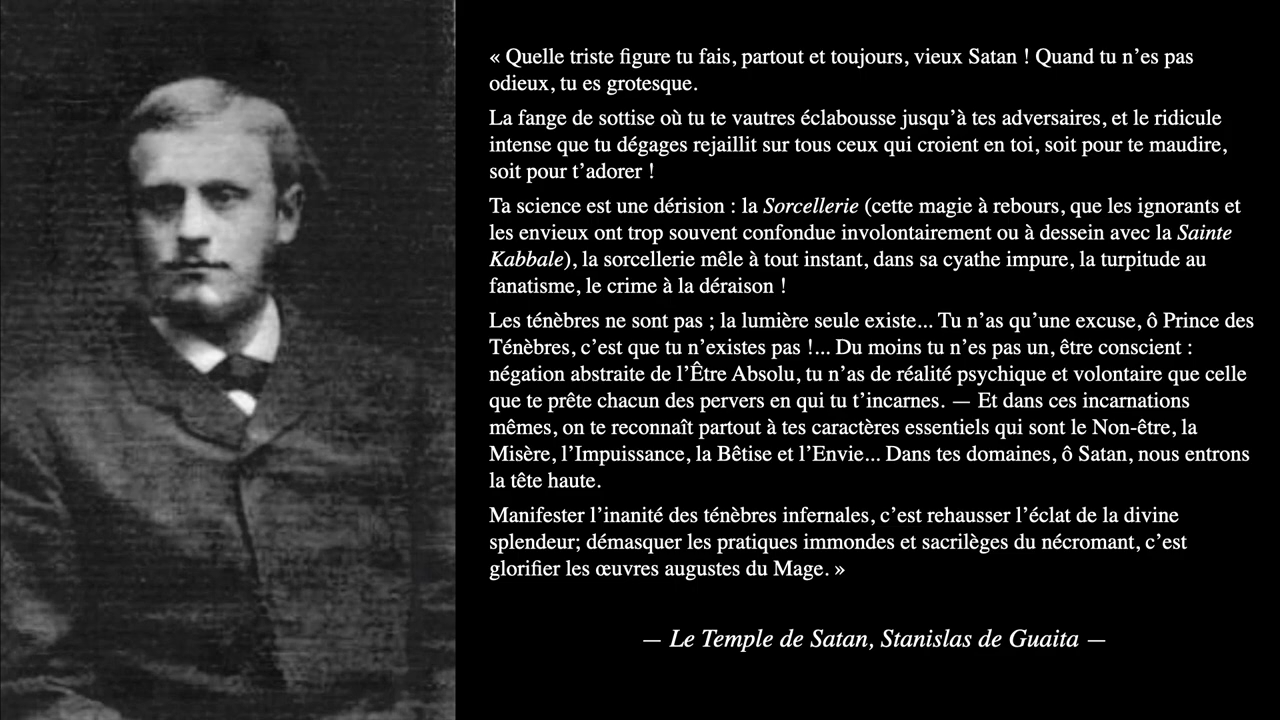 « Quelle triste figure tu fais, partout et toujours, vieux Satan ! Quand tu n’es pas
odieux, tu es grotesque.
La fange de sottise où tu te vautres éclabousse jusqu’à tes adversaires, et le ridicule
intense que tu dégages rejaillit sur tous ceux qui croient en toi, soit pour te maudire,
soit pour t’adorer !
Ta science est une dérision : la Sorcellerie (cette magie à rebours, que les ignorants et
les envieux ont trop souvent confondue involontairement ou à dessein avec la Sainte
Kabbale), la sorcellerie mêle à tout instant, dans sa cyathe impure, la turpitude au
fanatisme, le crime à la déraison !
Les ténèbres ne sont pas ; la lumière seule existe... Tu n’as qu’une excuse, ô Prince des
Ténèbres, c’est que tu n’existes pas !... Du moins tu n’es pas un, être conscient :
négation abstraite de l’Être Absolu, tu n’as de réalité psychique et volontaire que celle
que te prête chacun des pervers en qui tu t’incarnes. — Et dans ces incarnations
mêmes, on te reconnaît partout à tes caractères essentiels qui sont le Non-être, la
Misère, l’Impuissance, la Bêtise et l’Envie... Dans tes domaines, ô Satan, nous entrons
la tête haute.
Manifester l’inanité des ténèbres infernales, c’est rehausser l’éclat de la divine
splendeur; démasquer les pratiques immondes et sacrilèges du nécromant, c’est
glorifier les œuvres augustes du Mage. »
— Le Temple de Satan, Stanislas de Guaita —